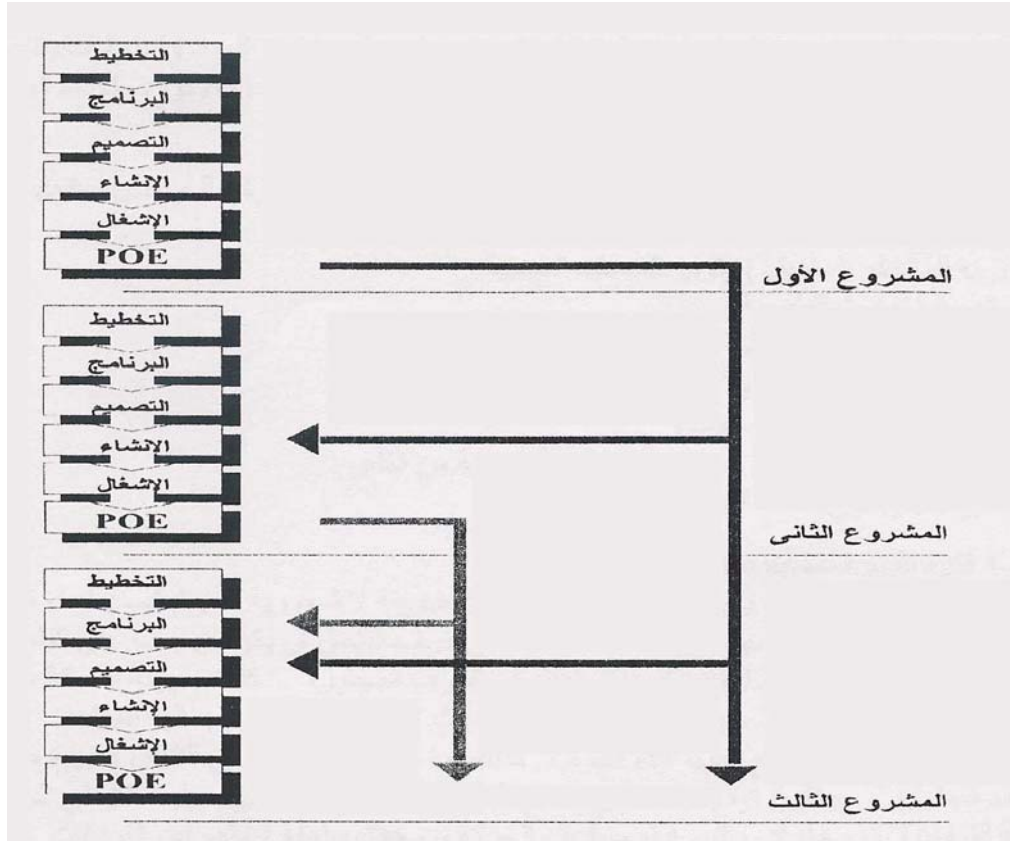 التخطيط
البرنامج
التصميم
الإنشاء
الإشغال
POE
المشروع الأول
التخطيط
البرنامج
التصميم
الإنشاء
الإشغال
POE
المشروع الثانى
التخطيط
البرنامج
التصميم
الإنشاء
الإشغال
POE
المشروع الثالث